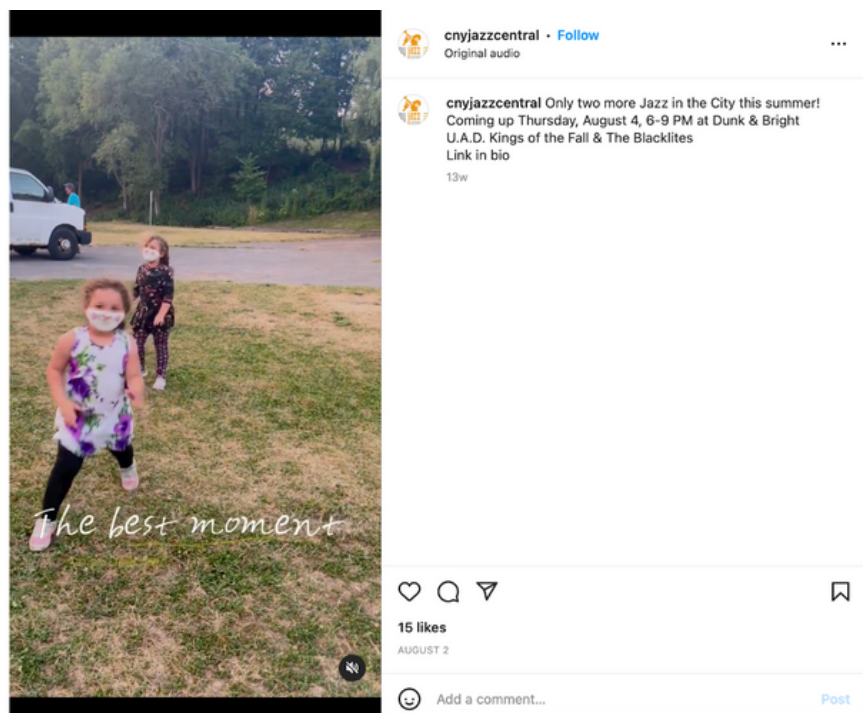 The best moment
cnyjazzcentral • Follow
Original audio
cnyjazzcentral Only two more Jazz in the City this summer!
Coming up Thursday, August 4, 6-9 PM at Dunk & Bright
U.A.D. Kings of the Fall & The Blacklites
Link in bio
13w
15 likes
AUGUST 2
Add a comment...
Post